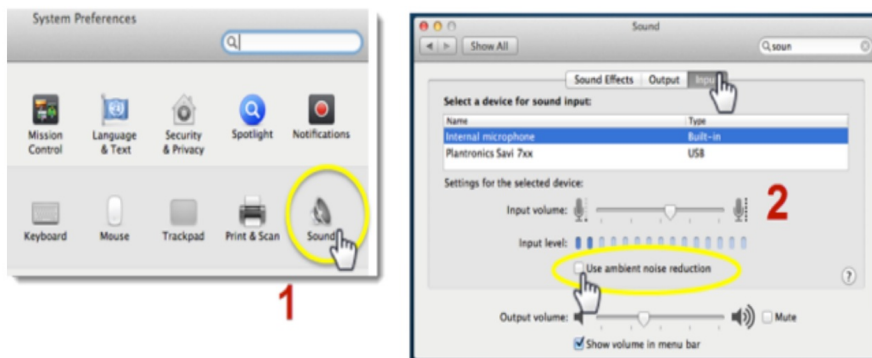 System Preferences
Mission Control
Language & Text
Security & Privacy
Spotlight
Notifications
Keyboard
Mouse
Trackpad
Print & Scan
Sound
1
Sound
Show All
soun
Sound Effects Output Input
Select a device for sound input:
Name Type
Internal microphone Built-in
Plantronics Savi 7xx USB
Settings for the selected device:
Input volume:
2
Input level:
Use ambient noise reduction
?
Output volume: Mute
Show volume in menu bar